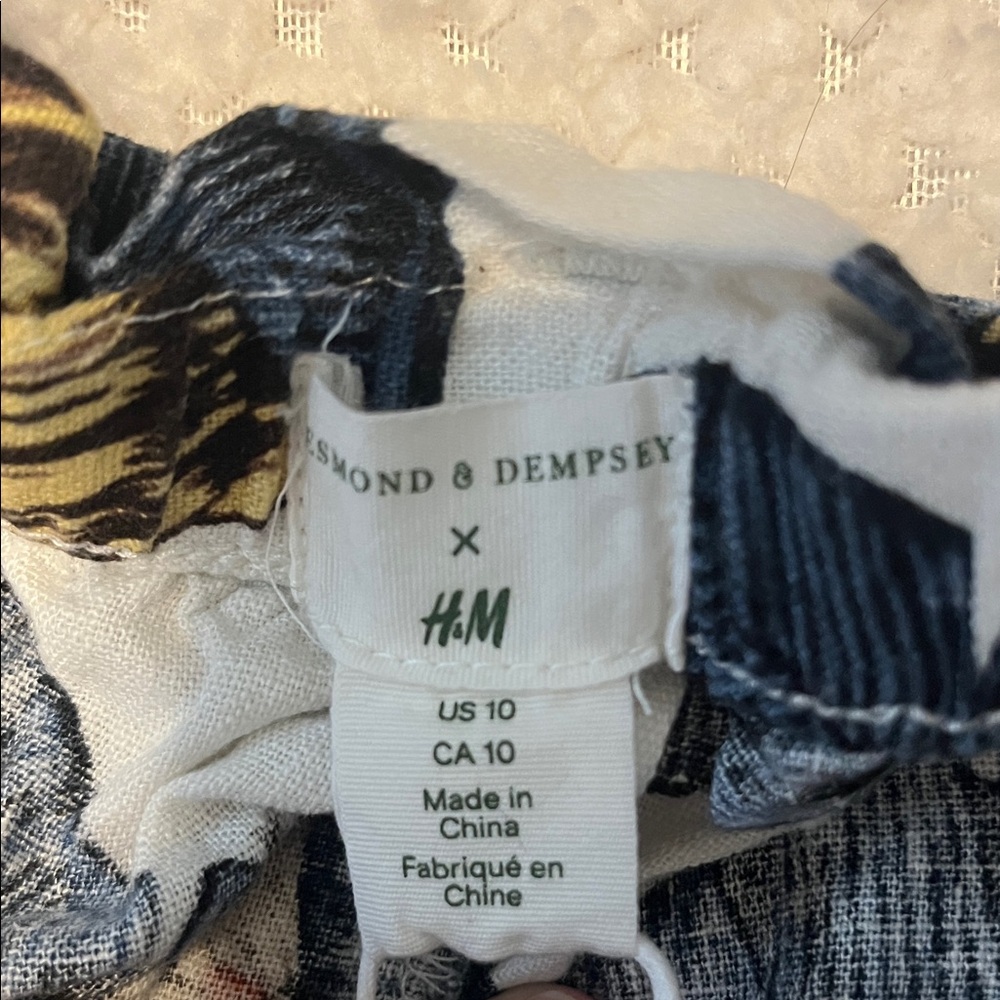 ESMOND & DEMPSEY
X
H&M
US 10
CA 10
Made in
China
Fabriqué en
Chine